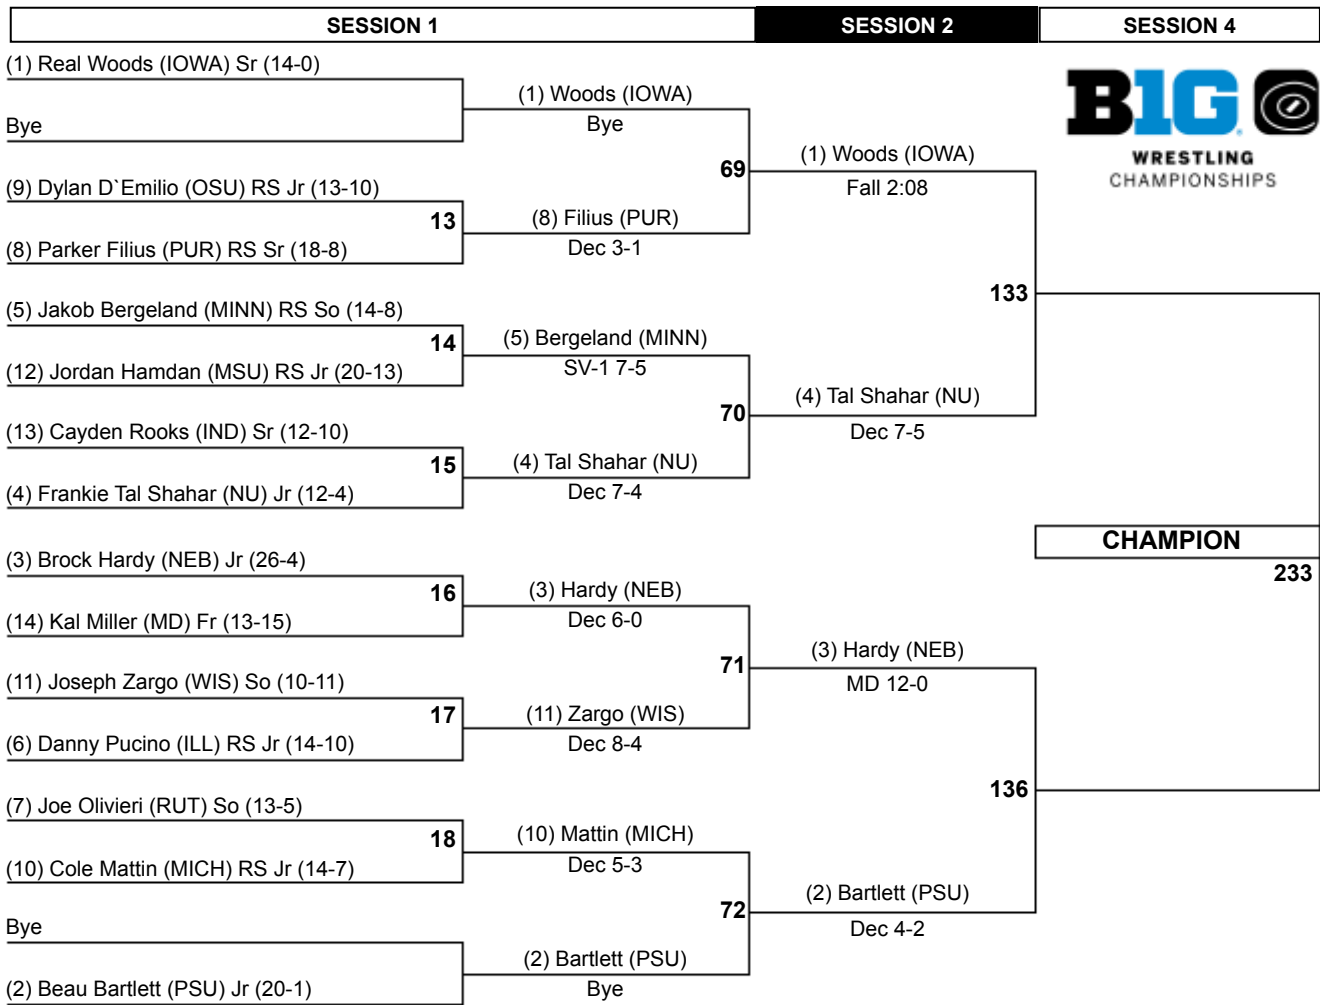 SESSION 1
SESSION 2
SESSION 4
(1) Real Woods (IOWA) Sr (14-0)
Bye
(9) Dylan D`Emilio (OSU) RS Jr (13-10)
13
(8) Parker Filius (PUR) RS Sr (18-8)
(5) Jakob Bergeland (MINN) RS So (14-8)
14
(12) Jordan Hamdan (MSU) RS Jr (20-13)
(13) Cayden Rooks (IND) Sr (12-10)
15
(4) Frankie Tal Shahar (NU) Jr (12-4)
(3) Brock Hardy (NEB) Jr (26-4)
16
(14) Kal Miller (MD) Fr (13-15)
(11) Joseph Zargo (WIS) So (10-11)
17
(6) Danny Pucino (ILL) RS Jr (14-10)
(7) Joe Olivieri (RUT) So (13-5)
18
(10) Cole Mattin (MICH) RS Jr (14-7)
Bye
(2) Beau Bartlett (PSU) Jr (20-1)
(1) Woods (IOWA)
Bye
69
(8) Filius (PUR)
Dec 3-1
(5) Bergeland (MINN)
SV-1 7-5
70
(4) Tal Shahar (NU)
Dec 7-4
(3) Hardy (NEB)
Dec 6-0
71
(11) Zargo (WIS)
Dec 8-4
(10) Mattin (MICH)
Dec 5-3
72
(2) Bartlett (PSU)
Bye
(1) Woods (IOWA)
Fall 2:08
133
(4) Tal Shahar (NU)
Dec 7-5
(3) Hardy (NEB)
MD 12-0
136
(2) Bartlett (PSU)
Dec 4-2
B1G
WRESTLING
CHAMPIONSHIPS
CHAMPION
233